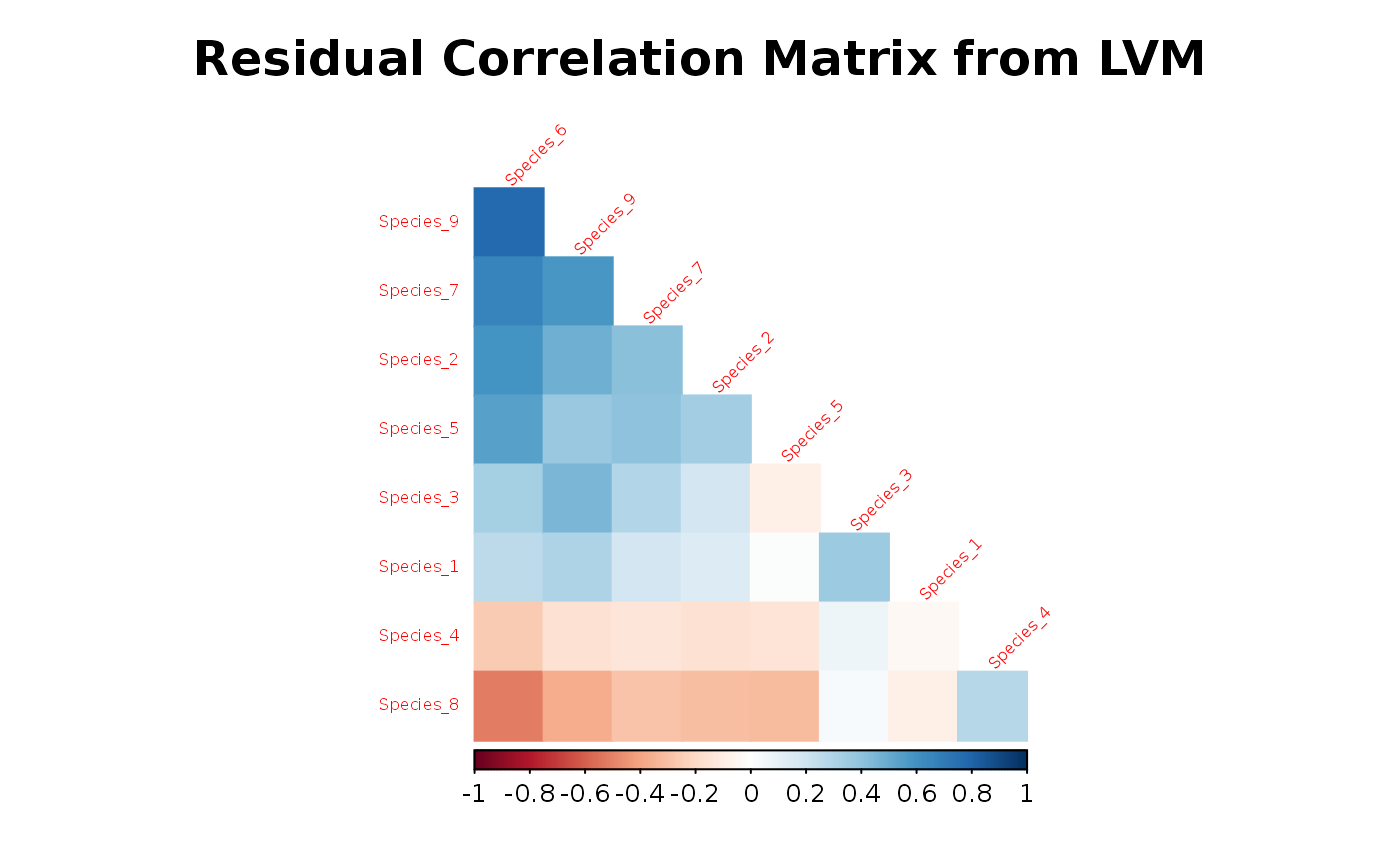 Residual Correlation Matrix from LVM
Species_6
Species_9
Species_9
Species_7
Species_7
Species_2
Species_2
Species_5
Species_5
Species_3
Species_3
Species_1
Species_1
Species_4
Species_4
Species_8
-1 -0.8 -0.6 -0.4 -0.2 0 0.2 0.4 0.6 0.8 1